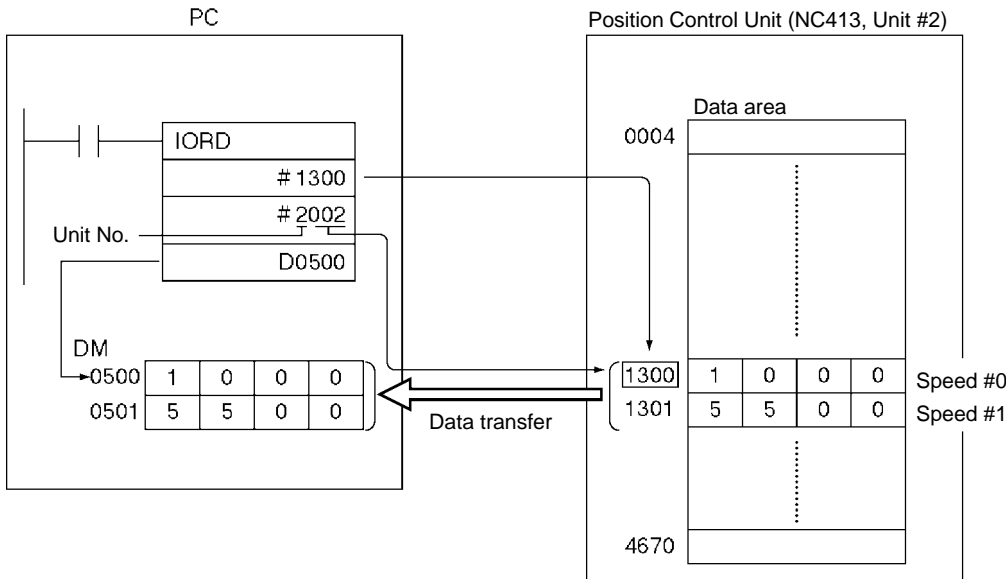 PC
Position Control Unit (NC413, Unit #2)
Data area
0004
IORD
#1300
#2002
Unit No.
D0500
DM
0500 1 0 0 0
0501 5 5 0 0
Data transfer
1300 1 0 0 0 Speed #0
1301 5 5 0 0 Speed #1
4670